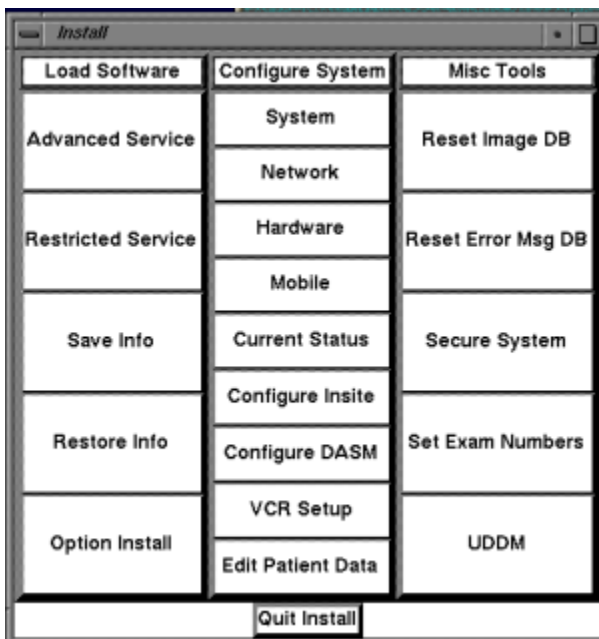 Install
Load Software
Advanced Service
Restricted Service
Save Info
Restore Info
Option Install
Configure System
System
Network
Hardware
Mobile
Current Status
Configure Insite
Configure DASM
VCR Setup
Edit Patient Data
Misc Tools
Reset Image DB
Reset Error Msg DB
Secure System
Set Exam Numbers
UDDM
Quit Install